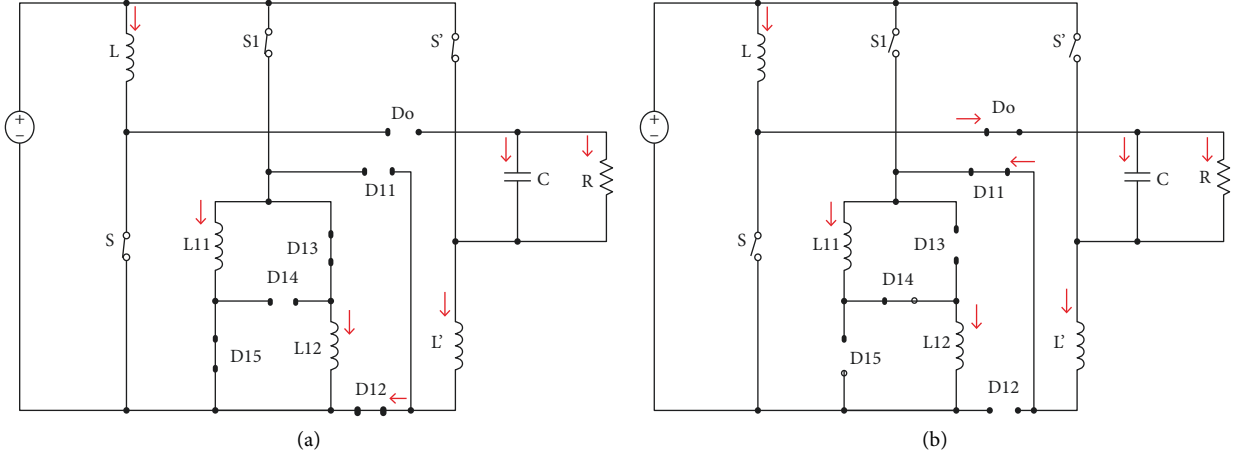 L
S1
S'
+
−
Do
D11
C
R
S
L11
D13
D14
D15
L12
L'
D12
(a)
L
S1
S'
+
−
Do
D11
C
R
S
L11
D13
D14
D15
L12
L'
D12
(b)